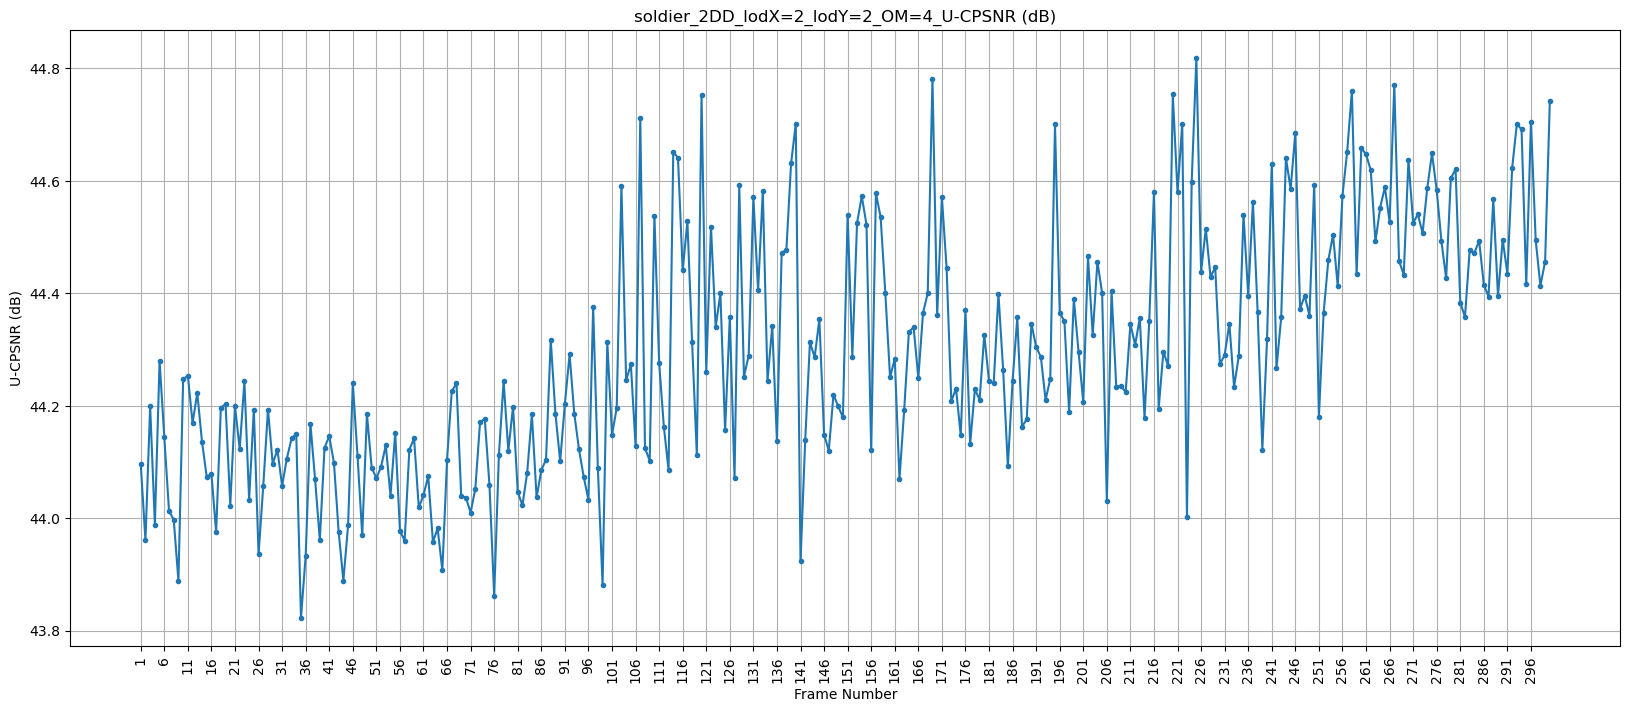 soldier_2DD_lodX=2_lodY=2_OM=4_U-CPSNR (dB)
U-CPSNR (dB)
44.8
44.6
44.4
44.2
44.0
43.8
1 6 11 16 21 26 31 36 41 46 51 56 61 66 71 76 81 86 91 96 101 106 111 116 121 126 131 136 141 146 151 156 161 166 171 176 181 186 191 196 201 206 211 216 221 226 231 236 241 246 251 256 261 266 271 276 281 286 291 296
Frame Number